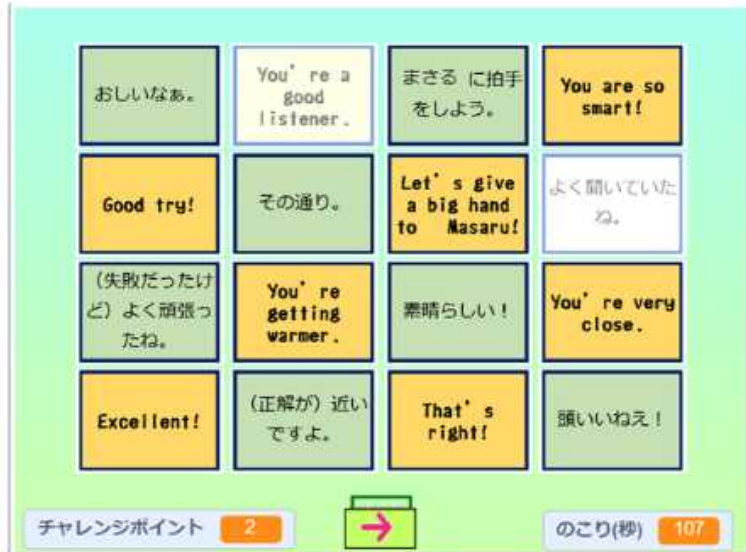 おしいなぁ。
You're a
good
listener.
まさる に拍手
をしよう。
You are so
smart!
Good try!
その通り。
Let's give
a big hand
to Masaru!
よく聞いていた
ね。
(失敗だったけ
ど)よく頑張っ
たね。
You're
getting
warmer.
素晴らしい!
You're very
close.
Excellent!
(正解が)近い
ですよ。
That's
right!
頭いいねえ!
チャレンジポイント 2
のこり(秒) 107